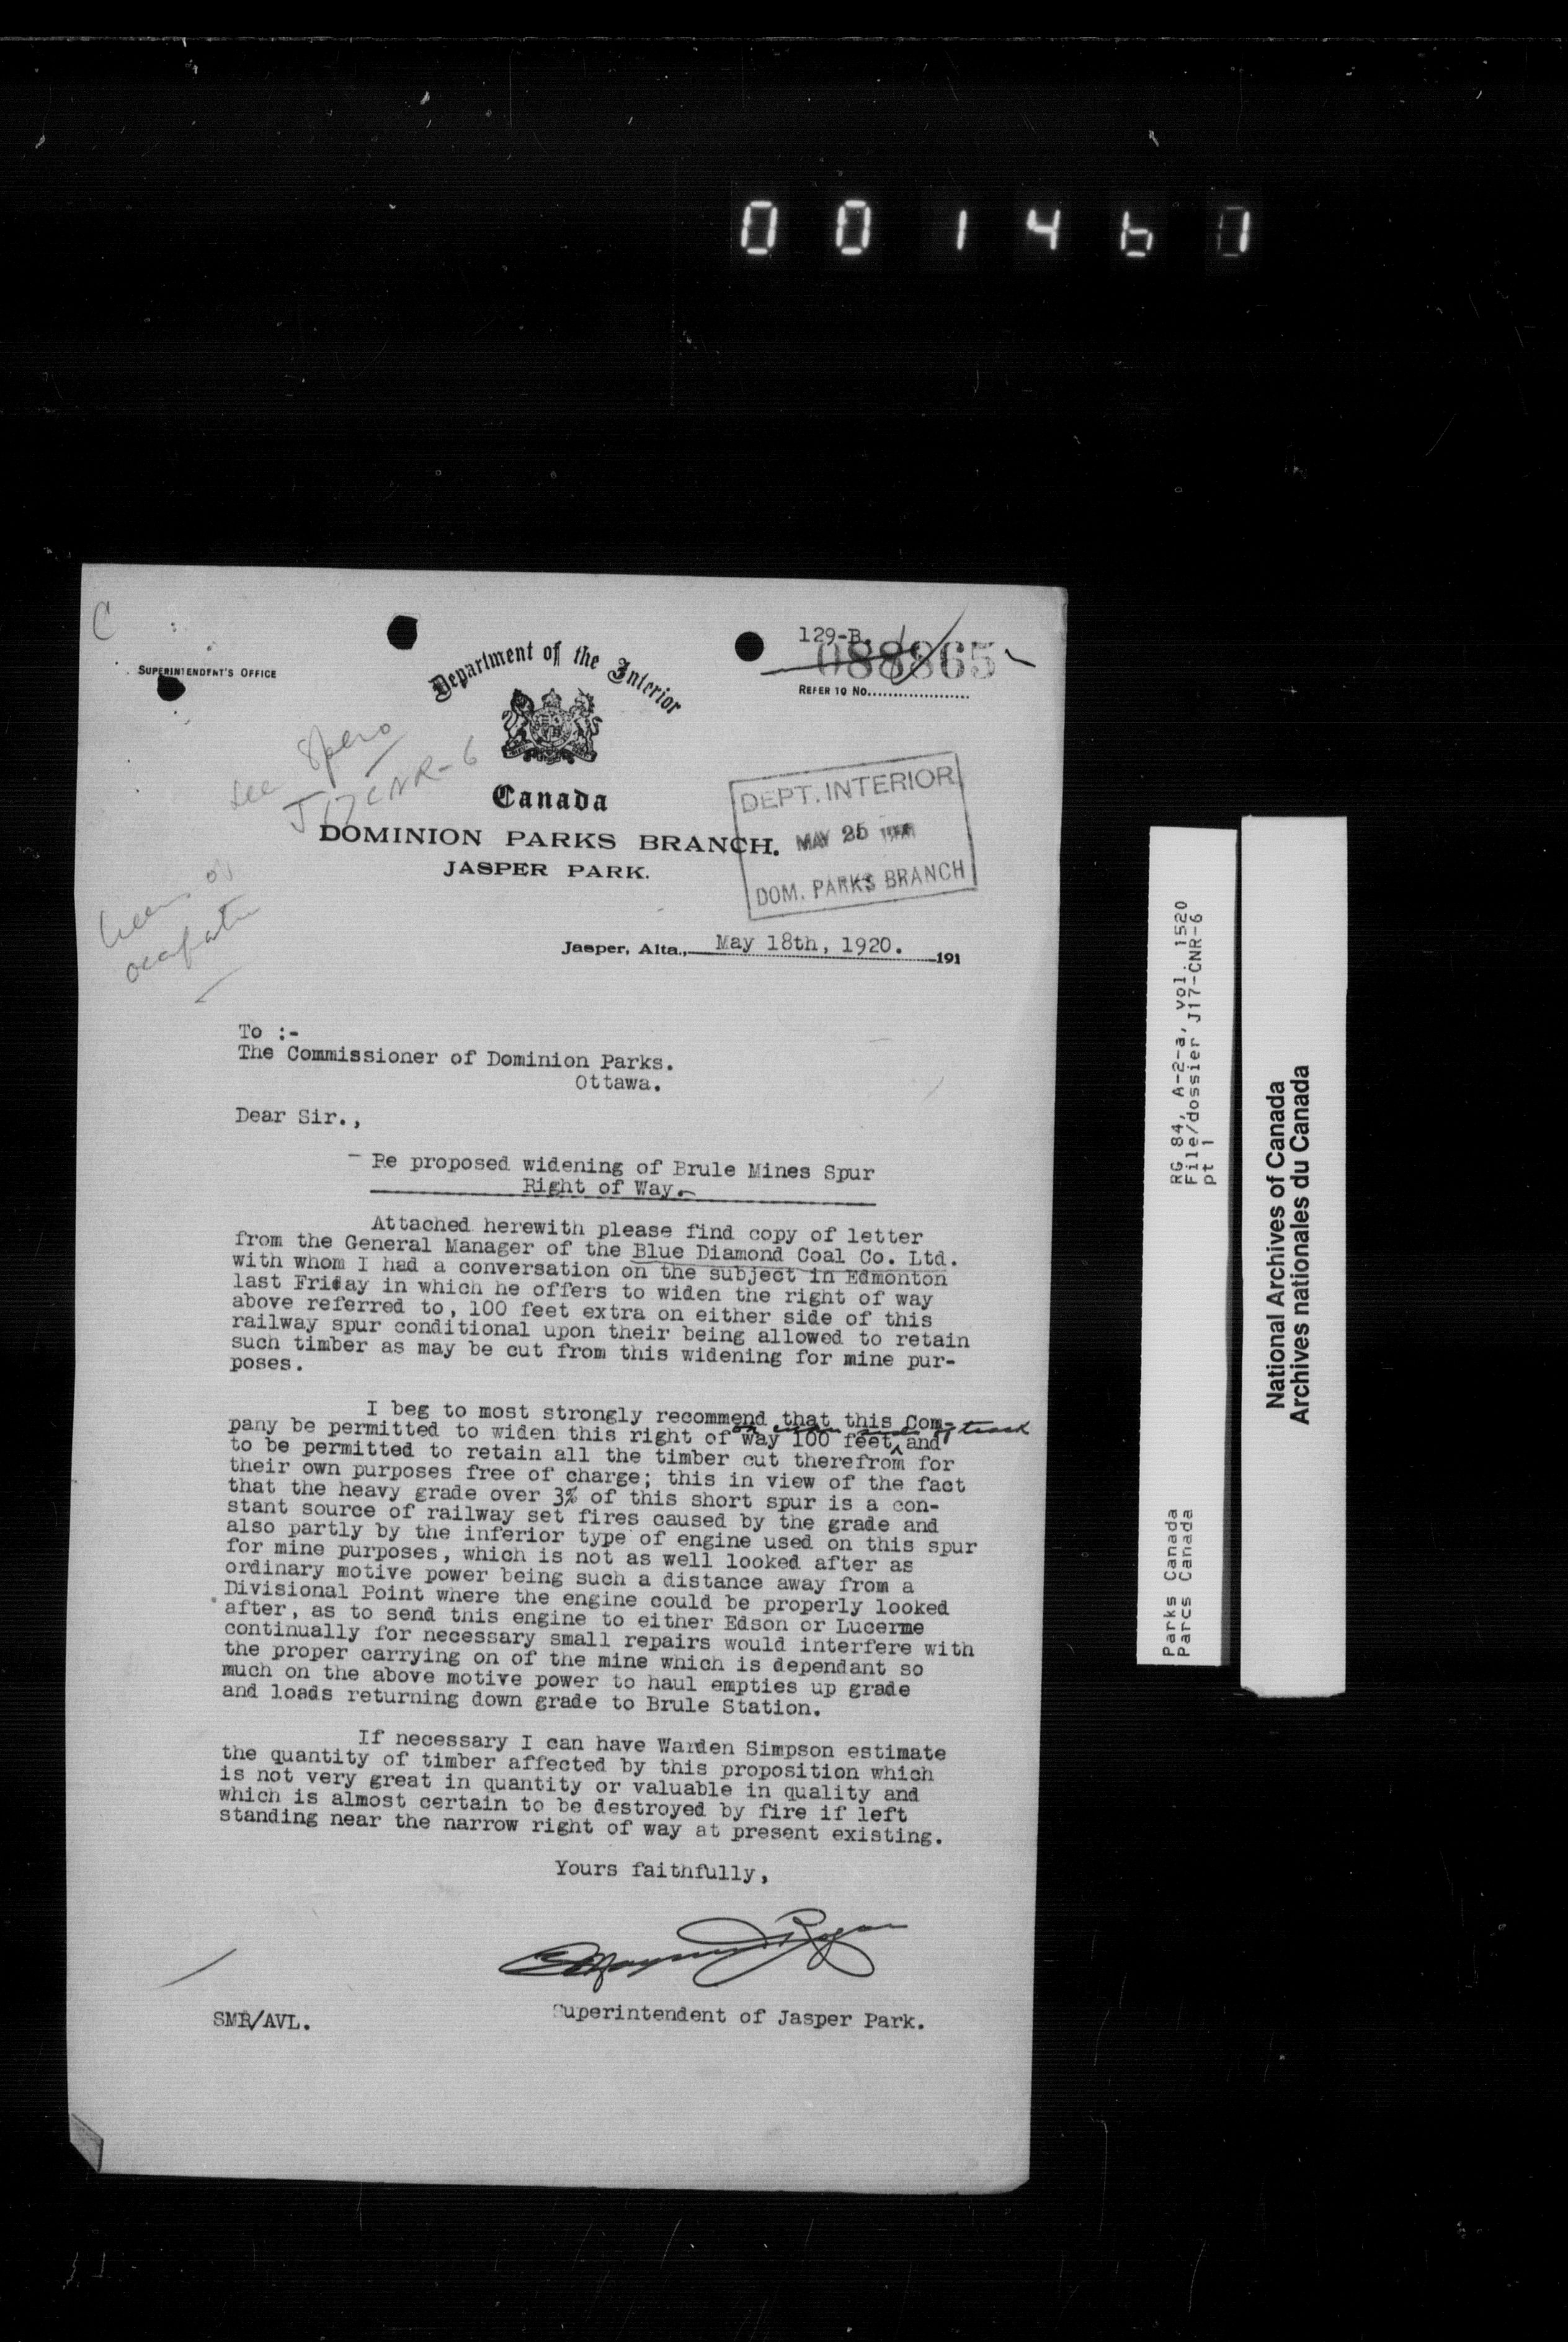 001461
C
129-B.
088865
SUPERINTENDENT'S OFFICE
Department of the Interior
REFER TO No....................
see
J17CNR-6
Canada
DOMINION PARKS BRANCH.
JASPER PARK.
DEPT. INTERIOR
MAY 25
DOM. PARKS BRANCH
Jasper, Alta., May 18th, 1920. 191
To :-
The Commissioner of Dominion Parks.
Ottawa.
Dear Sir.,
- Re proposed widening of Brule Mines Spur
Right of Way.-
Attached herewith please find copy of letter
from the General Manager of the Blue Diamond Coal Co. Ltd.
with whom I had a conversation on the subject in Edmonton
last Friday in which he offers to widen the right of way
above referred to, 100 feet extra on either side of this
railway spur conditional upon their being allowed to retain
such timber as may be cut from this widening for mine pur-
poses.
I beg to most strongly recommend that this Com-
on either side of track
pany be permitted to widen this right of way 100 feet and
to be permitted to retain all the timber cut therefrom for
their own purposes free of charge; this in view of the fact
that the heavy grade over 3% of this short spur is a con-
stant source of railway set fires caused by the grade and
also partly by the inferior type of engine used on this spur
for mine purposes, which is not as well looked after as
ordinary motive power being such a distance away from a
Divisional Point where the engine could be properly looked
after, as to send this engine to either Edson or Lucerne
continually for necessary small repairs would interfere with
the proper carrying on of the mine which is dependant so
much on the above motive power to haul empties up grade
and loads returning down grade to Brule Station.
If necessary I can have Warden Simpson estimate
the quantity of timber affected by this proposition which
is not very great in quantity or valuable in quality and
which is almost certain to be destroyed by fire if left
standing near the narrow right of way at present existing.
Yours faithfully,
SMR/AVL.
Superintendent of Jasper Park.
RG 84, A-2-a, vol. 1520
File/dossier J17-CNR-6
pt 1
Parks Canada
Parcs Canada
National Archives of Canada
Archives nationales du Canada